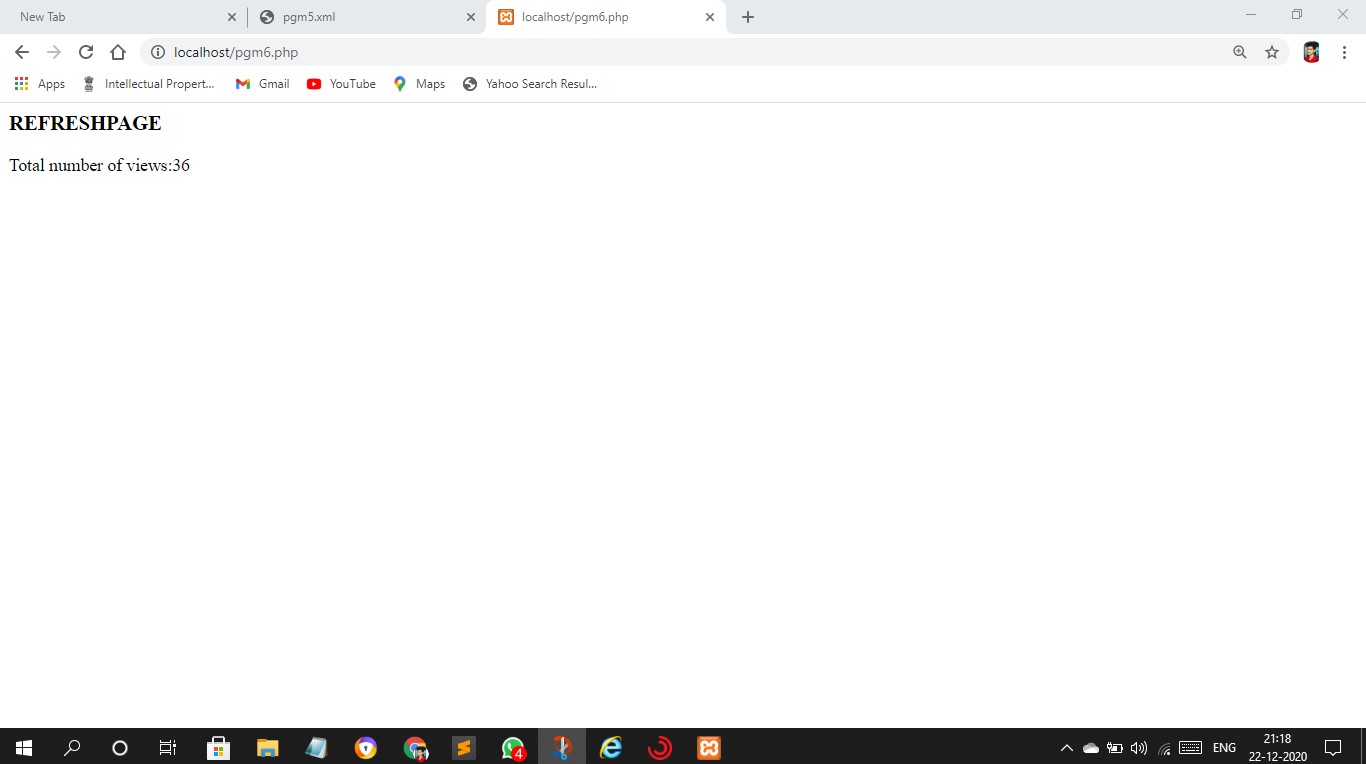 New Tab
pgm5.xml
localhost/pgm6.php
localhost/pgm6.php
Apps
Intellectual Propert...
Gmail
YouTube
Maps
Yahoo Search Resul...
REFRESHPAGE
Total number of views:36
4
ENG
21:18
22-12-2020